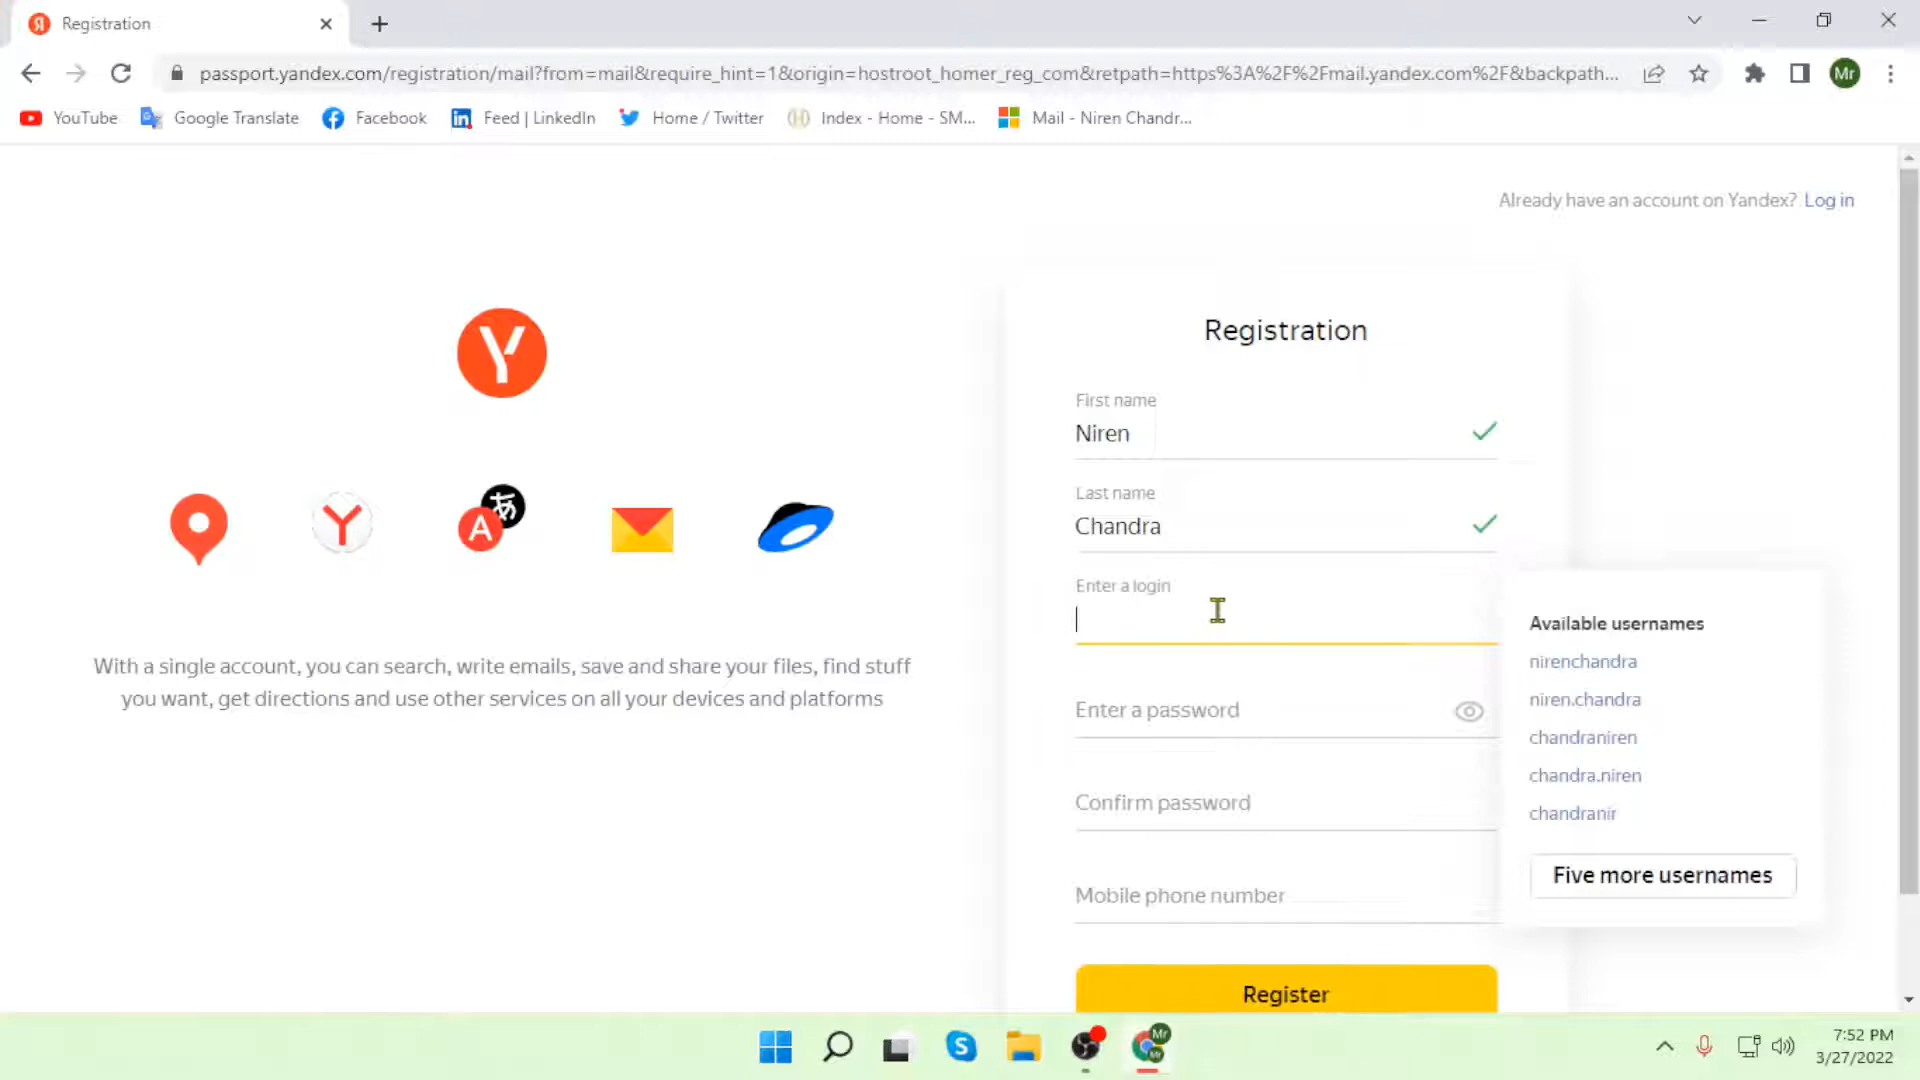 Registration
passport.yandex.com/registration/mail?from=mail&require_hint=1&origin=hostroot_homer_reg_com&retpath=https%3A%2F%2Fmail.yandex.com%2F&backpath...
Mr
YouTube
Google Translate
Facebook
Feed | LinkedIn
Home / Twitter
Index - Home - SM...
Mail - Niren Chandr...
Already have an account on Yandex? Log in
Y
Y
A あ
With a single account, you can search, write emails, save and share your files, find stuff
you want, get directions and use other services on all your devices and platforms
Registration
First name
Niren
Last name
Chandra
Enter a login
Enter a password
Confirm password
Mobile phone number
Register
Available usernames
nirenchandra
niren.chandra
chandraniren
chandra.niren
chandranir
Five more usernames
S
Mr
Mr
7:52 PM
3/27/2022